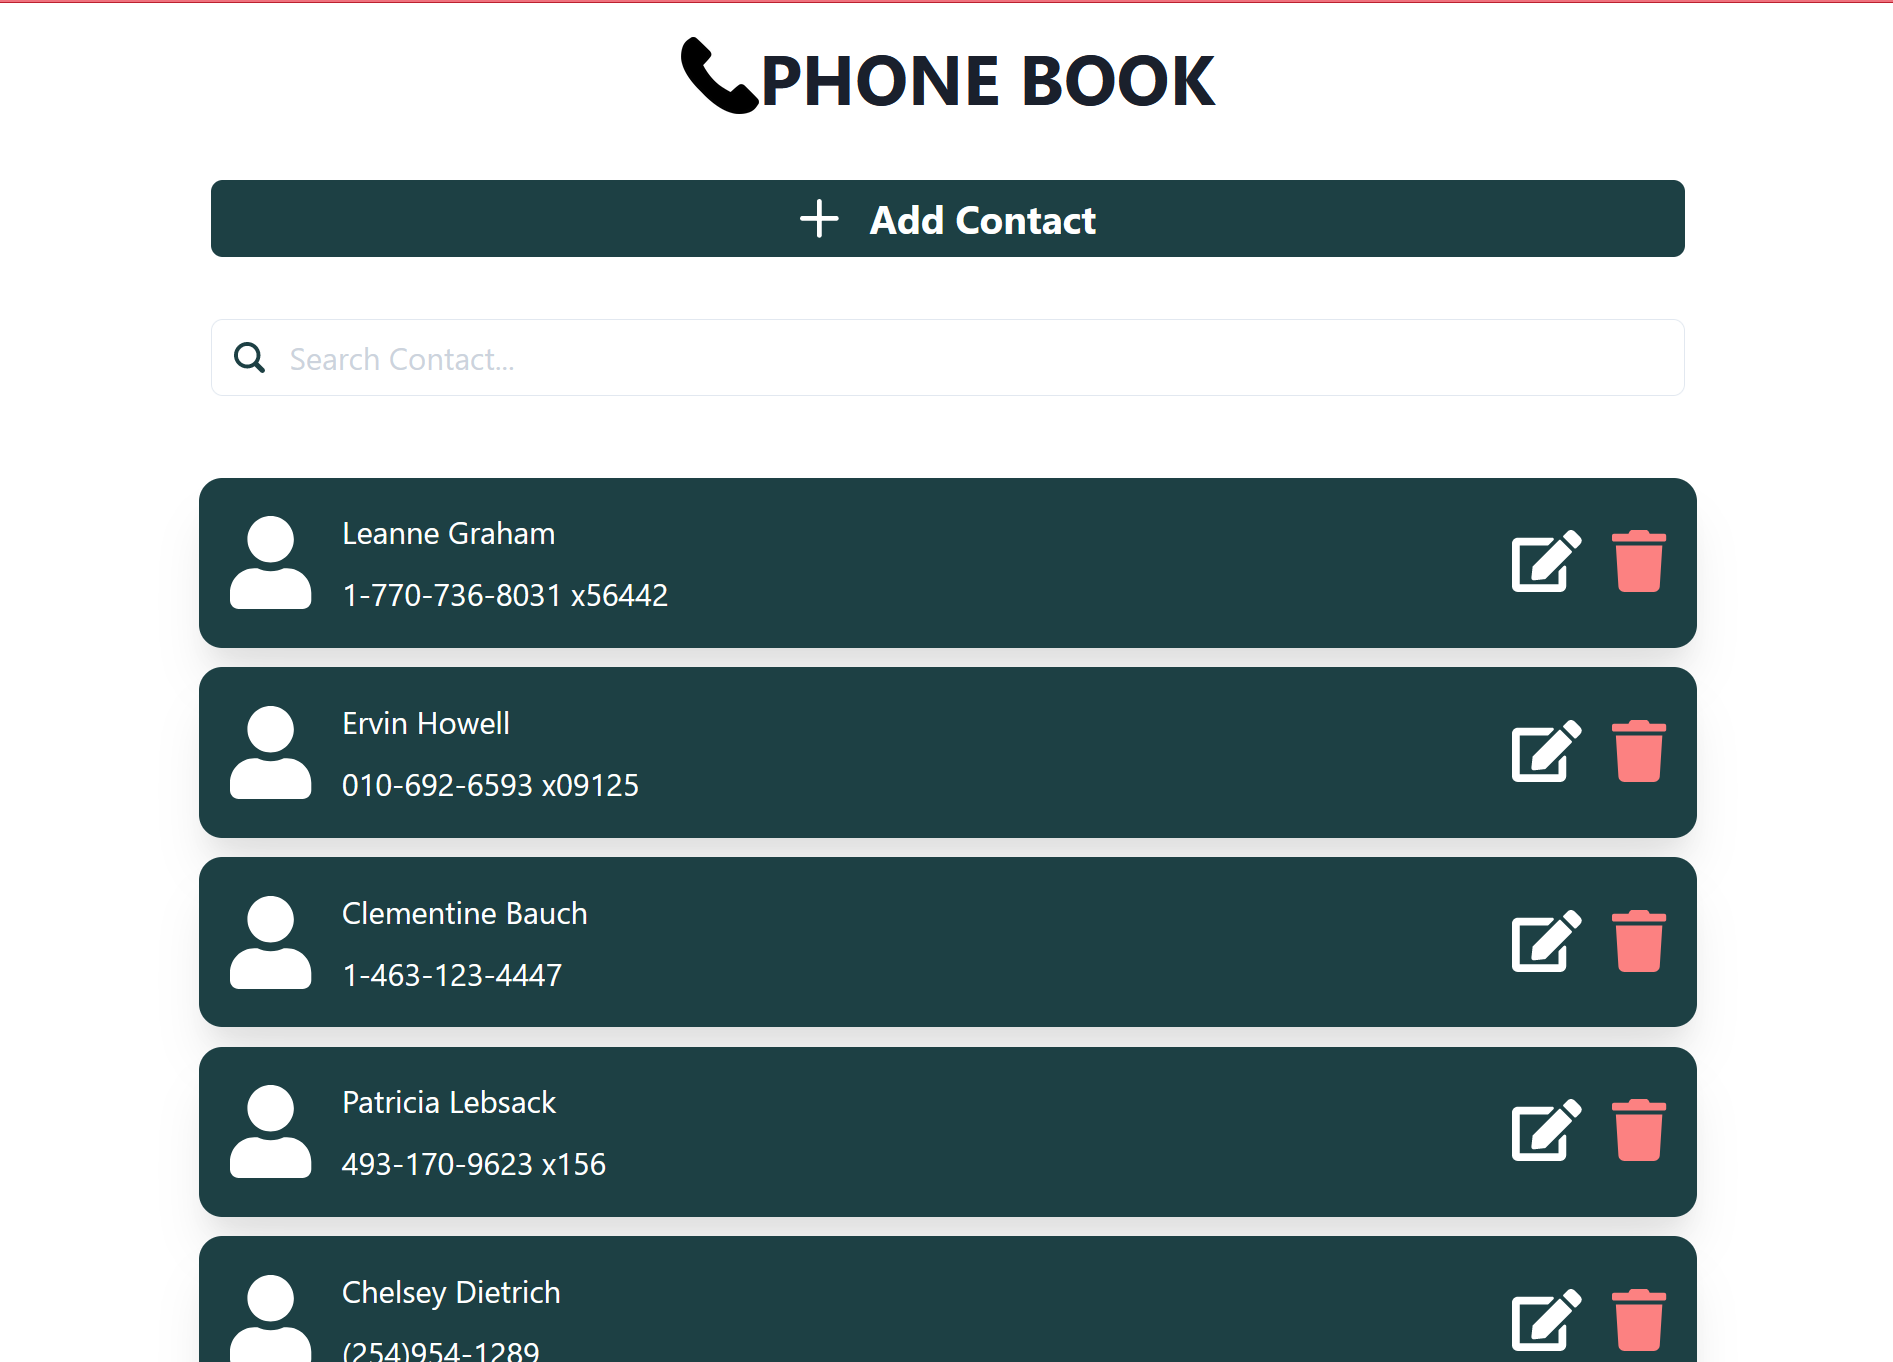 PHONE BOOK
Add Contact
Search Contact...
Leanne Graham
1-770-736-8031 x56442
Ervin Howell
010-692-6593 x09125
Clementine Bauch
1-463-123-4447
Patricia Lebsack
493-170-9623 x156
Chelsey Dietrich
(254)954-1289